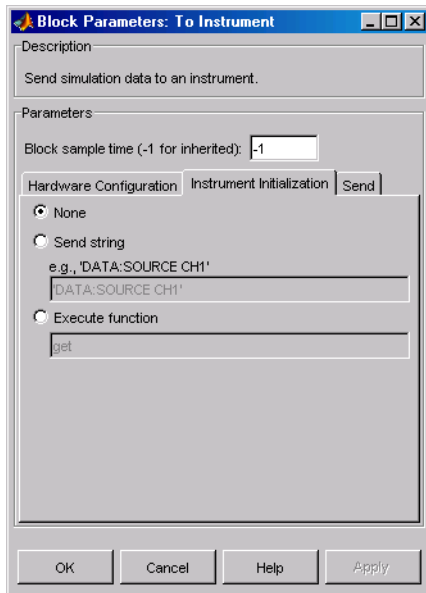 Block Parameters: To Instrument
Description
Send simulation data to an instrument.
Parameters
Block sample time (-1 for inherited): -1
Hardware Configuration Instrument Initialization Send
None
Send string
e.g., 'DATA:SOURCE CH1'
'DATA:SOURCE CH1'
Execute function
get
OK Cancel Help Apply